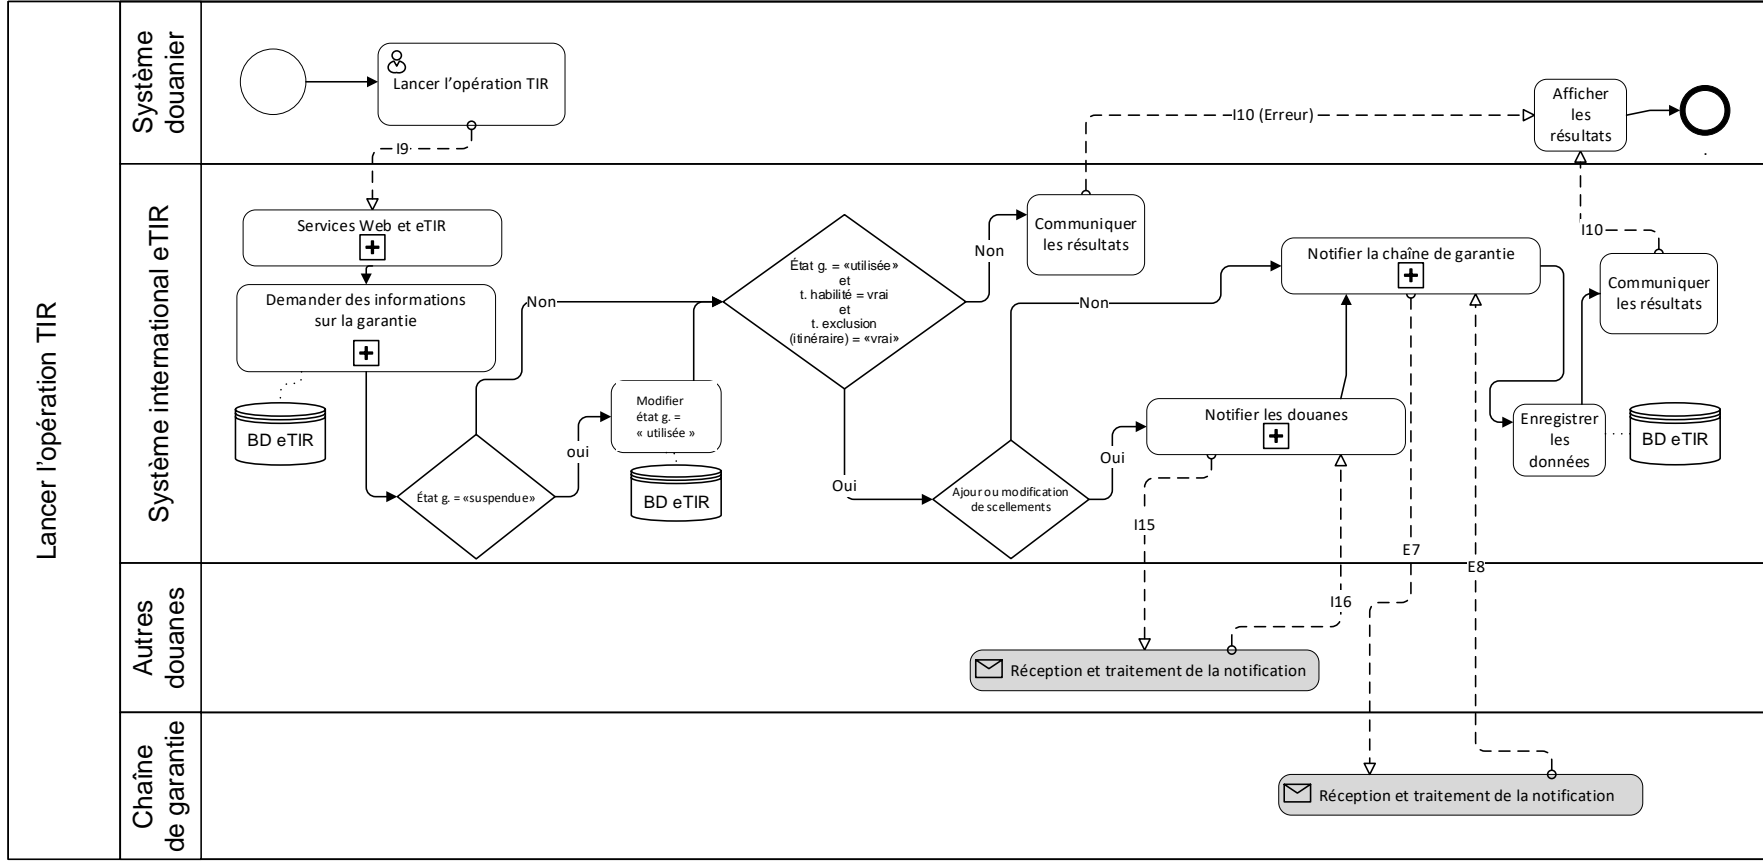 Lancer l'opération TIR
Système
douanier
Lancer l'opération TIR
I9
I10 (Erreur)
Afficher
les
résultats
Système international eTIR
Services Web et eTIR
Demander des informations
sur la garantie
BD eTIR
État g. = «suspendue»
Non
oui
Modifier
état g. =
« utilisée »
BD eTIR
État g. = «utilisée»
et
t. habilité = vrai
et
t. exclusion
(itinéraire) = «vrai»
Non
Oui
Communiquer
les résultats
Ajour ou modification
de scellements
Non
Oui
Notifier les douanes
Notifier la chaîne de garantie
I10
Communiquer
les résultats
Enregistrer
les
données
BD eTIR
I15
E7
E8
Autres
douanes
I16
Réception et traitement de la notification
Chaîne
de garantie
Réception et traitement de la notification